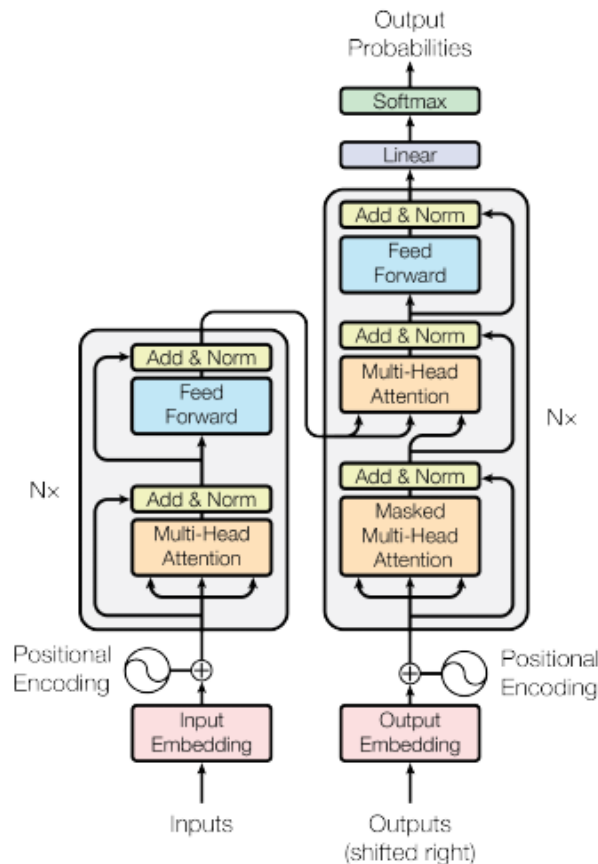 Output
Probabilities
Softmax
Linear
Add & Norm
Feed
Forward
Add & Norm
Multi-Head
Attention
Add & Norm
Masked
Multi-Head
Attention
N×
Add & Norm
Feed
Forward
Add & Norm
Multi-Head
Attention
N×
Positional
Encoding
Positional
Encoding
Input
Embedding
Output
Embedding
Inputs
Outputs
(shifted right)